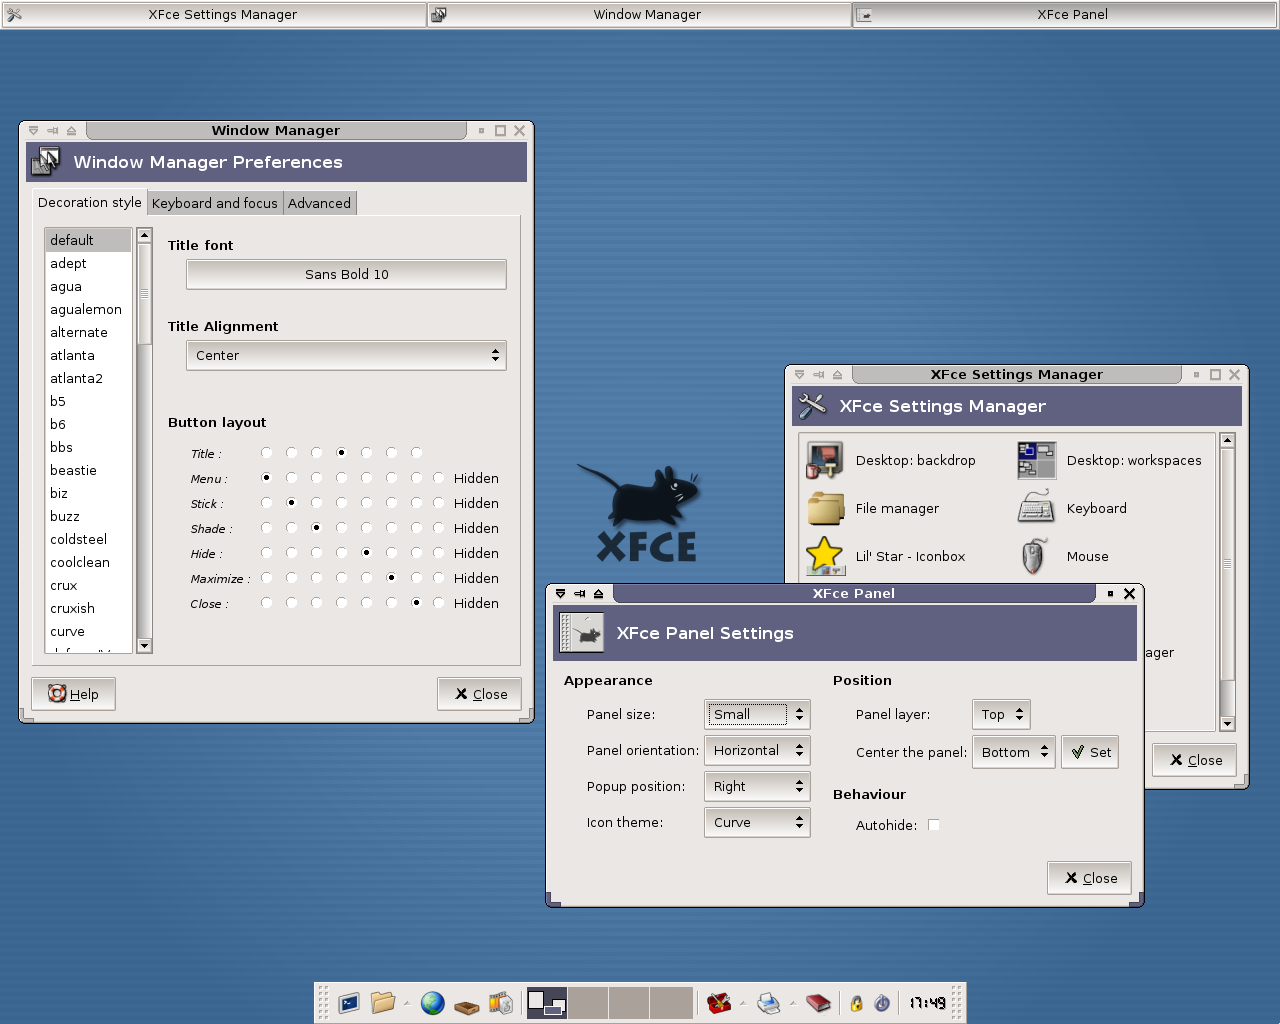 XFce Settings Manager
Window Manager
XFce Panel
Window Manager
Window Manager Preferences
Decoration style
Keyboard and focus
Advanced
default
adept
agua
agualemon
alternate
atlanta
atlanta2
b5
b6
bbs
beastie
biz
buzz
coldsteel
coolclean
crux
cruxish
curve
Title font
Sans Bold 10
Title Alignment
Center
Button layout
Title :
Menu : Hidden
Stick : Hidden
Shade : Hidden
Hide : Hidden
Maximize : Hidden
Close : Hidden
Help
Close
XFCE
XFce Settings Manager
XFce Settings Manager
Desktop: backdrop
Desktop: workspaces
File manager
Keyboard
Lil' Star - Iconbox
Mouse
ager
Close
XFce Panel
XFce Panel Settings
Appearance
Panel size: Small
Panel orientation: Horizontal
Popup position: Right
Icon theme: Curve
Position
Panel layer: Top
Center the panel: Bottom Set
Behaviour
Autohide:
Close
17:49